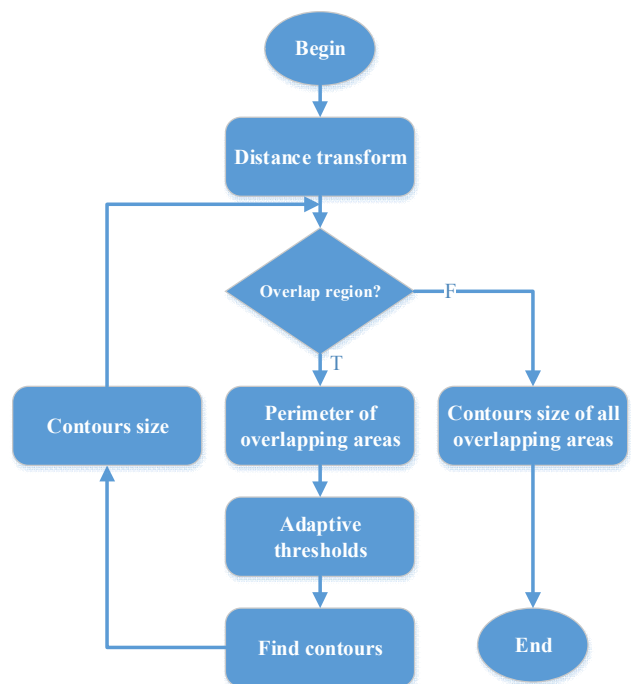 Begin
Distance transform
Overlap region?
F
T
Contours size
Perimeter of
overlapping areas
Contours size of all
overlapping areas
Adaptive
thresholds
Find contours
End